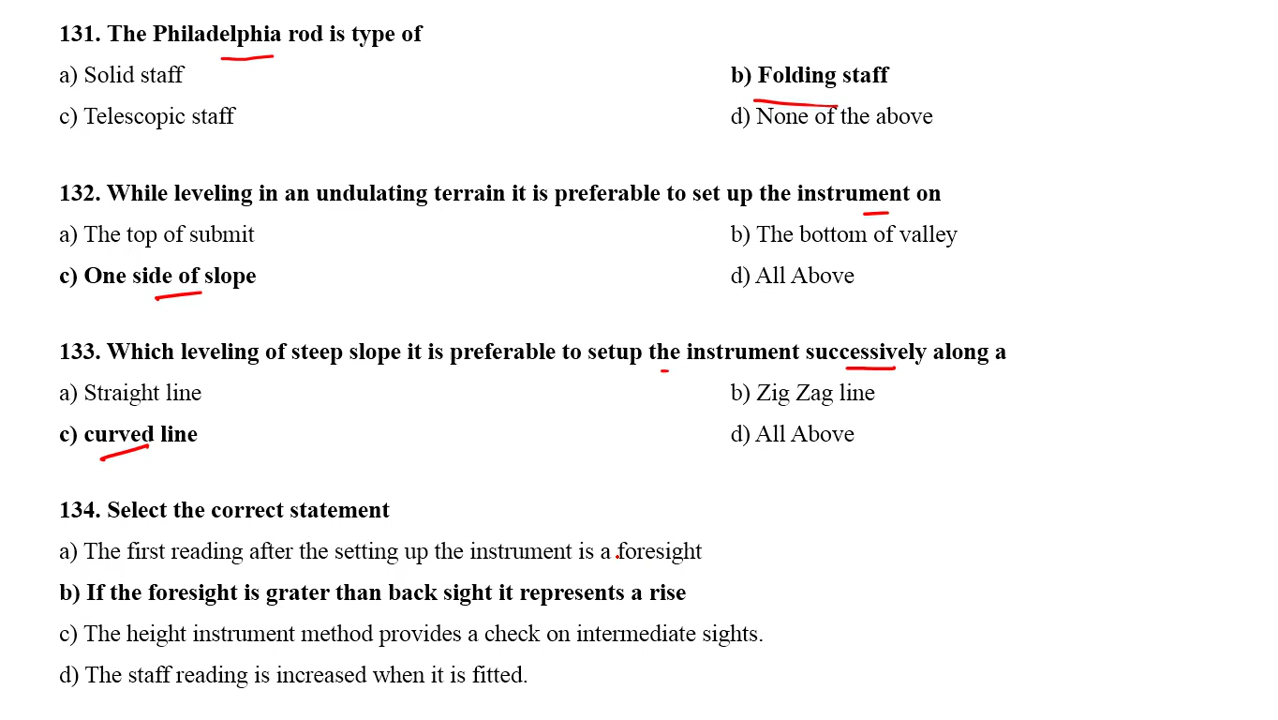 131. The Philadelphia rod is type of
a) Solid staff
b) Folding staff
c) Telescopic staff
d) None of the above
132. While leveling in an undulating terrain it is preferable to set up the instrument on
a) The top of submit
b) The bottom of valley
c) One side of slope
d) All Above
133. Which leveling of steep slope it is preferable to setup the instrument successively along a
a) Straight line
b) Zig Zag line
c) curved line
d) All Above
134. Select the correct statement
a) The first reading after the setting up the instrument is a foresight
b) If the foresight is grater than back sight it represents a rise
c) The height instrument method provides a check on intermediate sights.
d) The staff reading is increased when it is fitted.